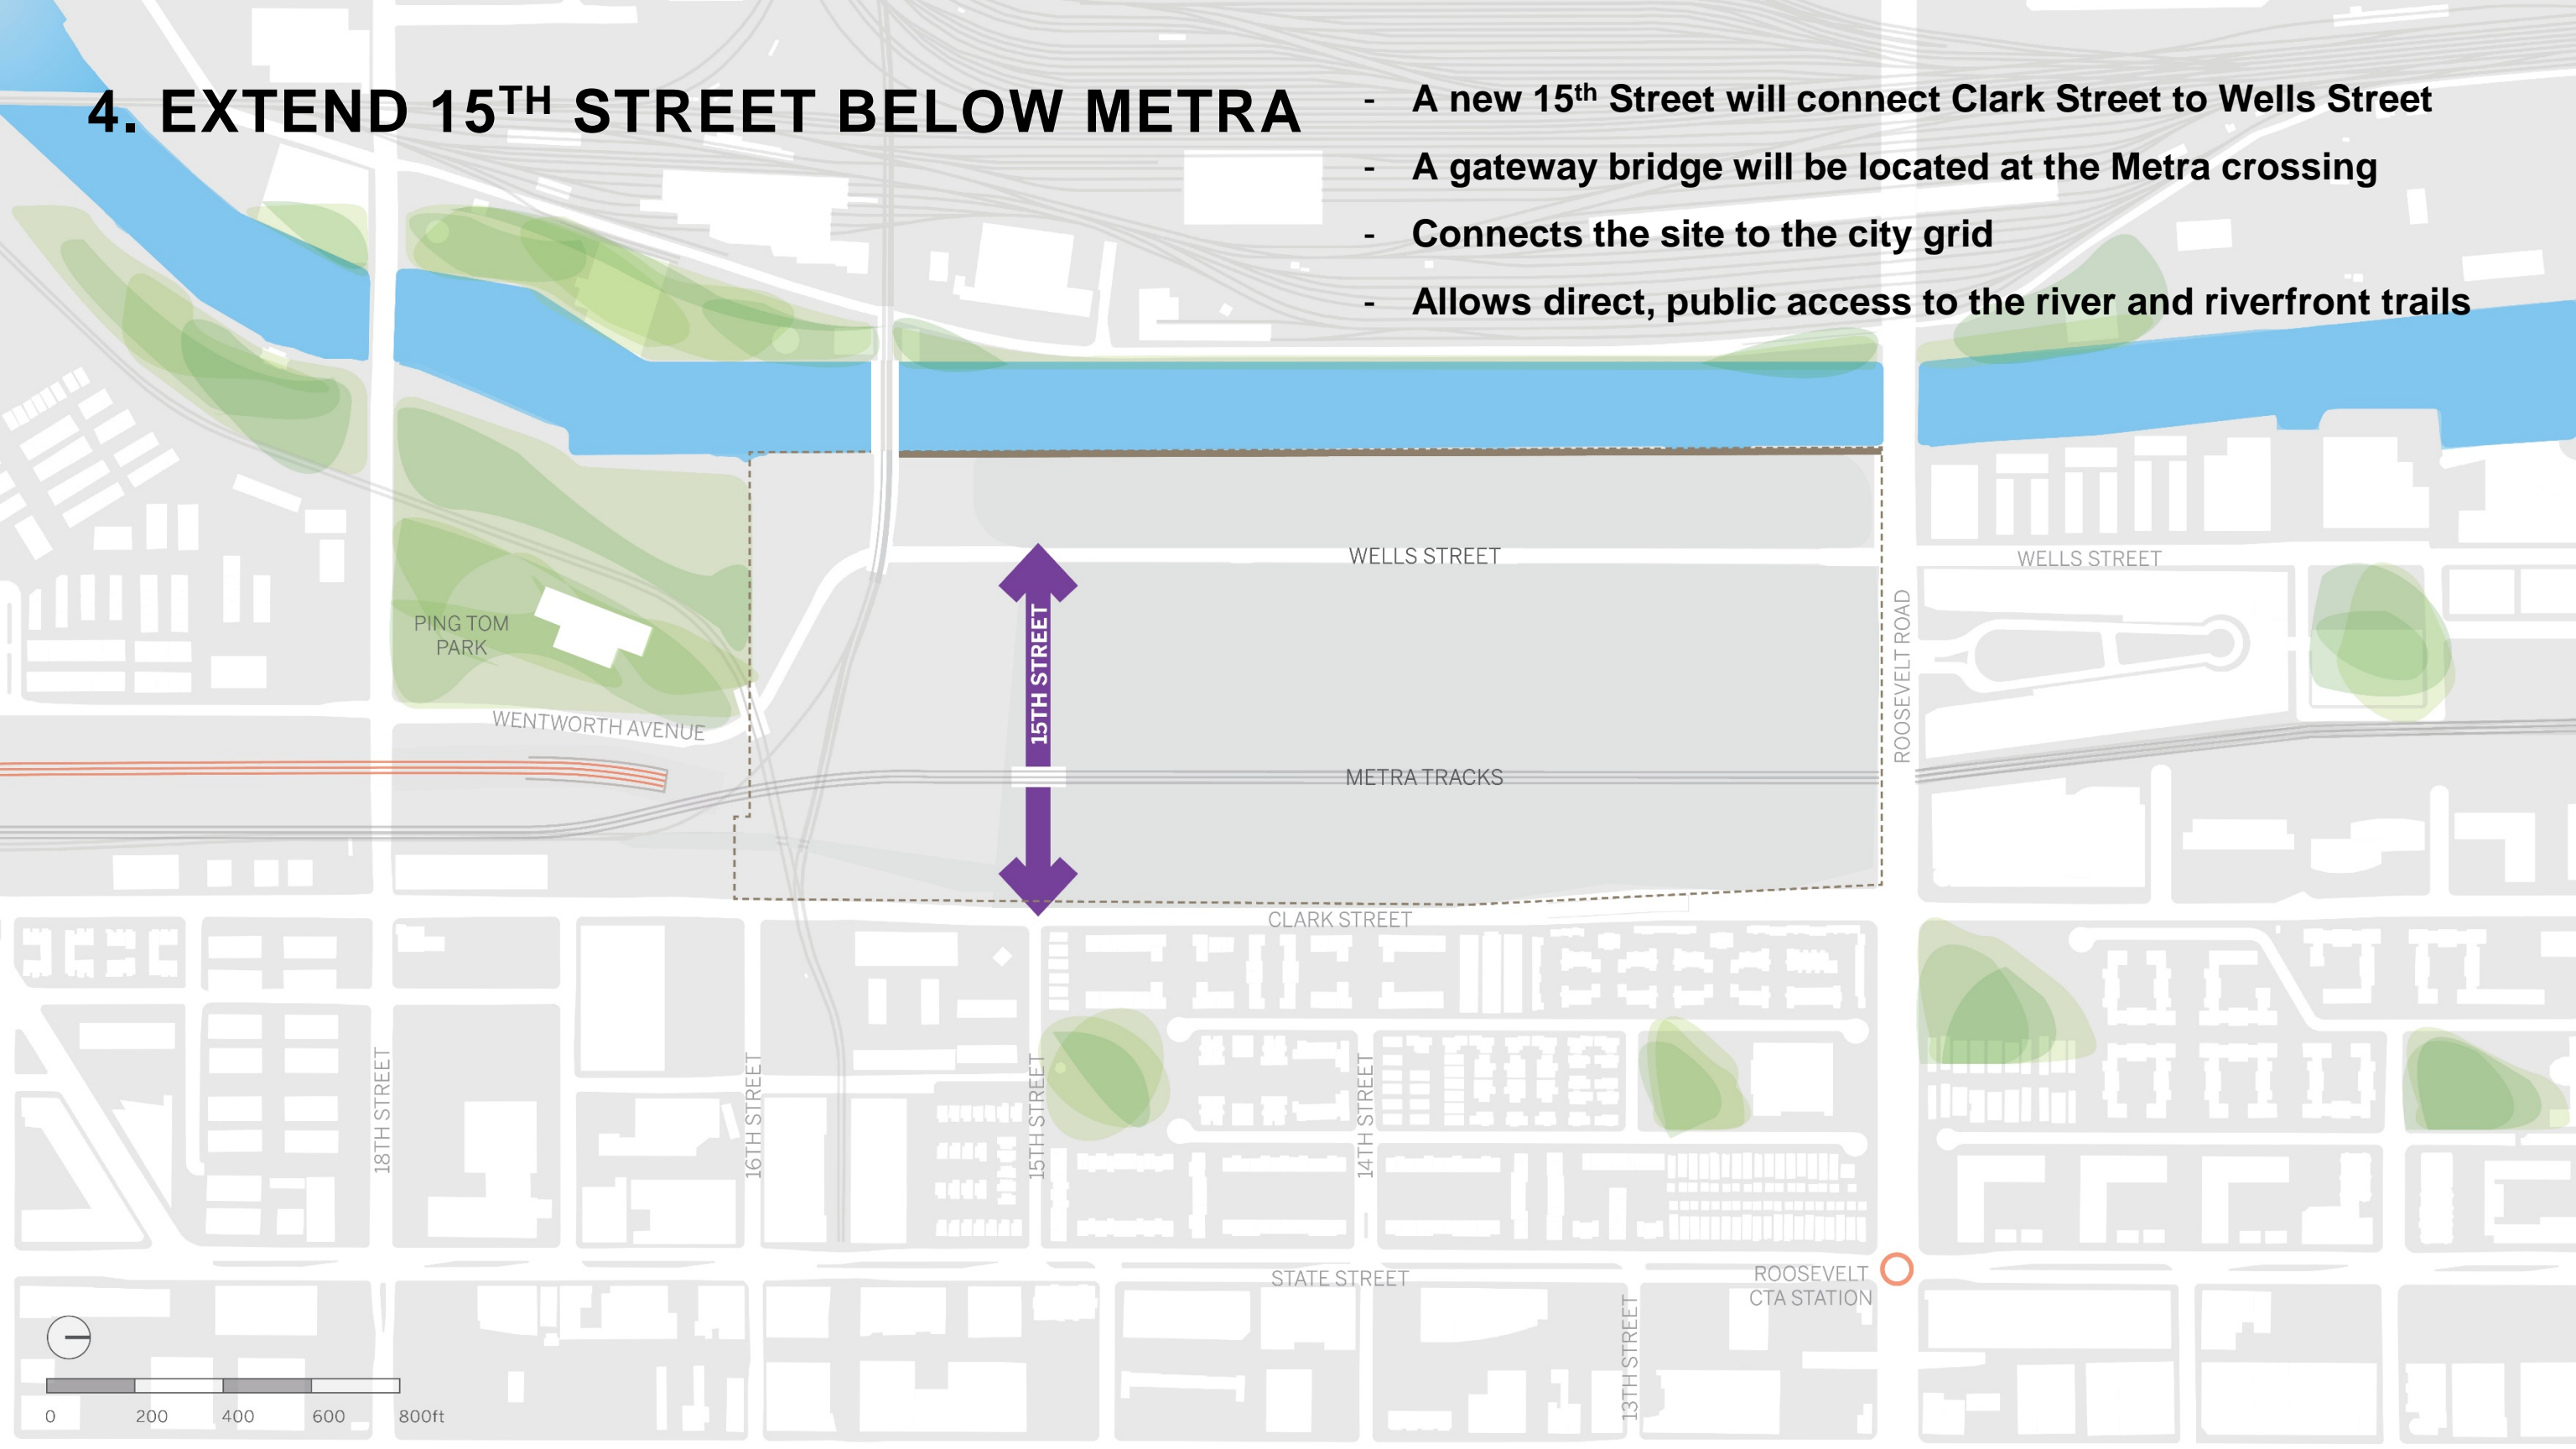 4. EXTEND 15TH STREET BELOW METRA
- A new 15th Street will connect Clark Street to Wells Street
- A gateway bridge will be located at the Metra crossing
- Connects the site to the city grid
- Allows direct, public access to the river and riverfront trails
WELLS STREET
WELLS STREET
PING TOM
PARK
15TH STREET
ROOSEVELT ROAD
WENTWORTH AVENUE
METRA TRACKS
CLARK STREET
18TH STREET
16TH STREET
15TH STREET
14TH STREET
STATE STREET
ROOSEVELT
CTA STATION
13TH STREET
0 200 400 600 800ft